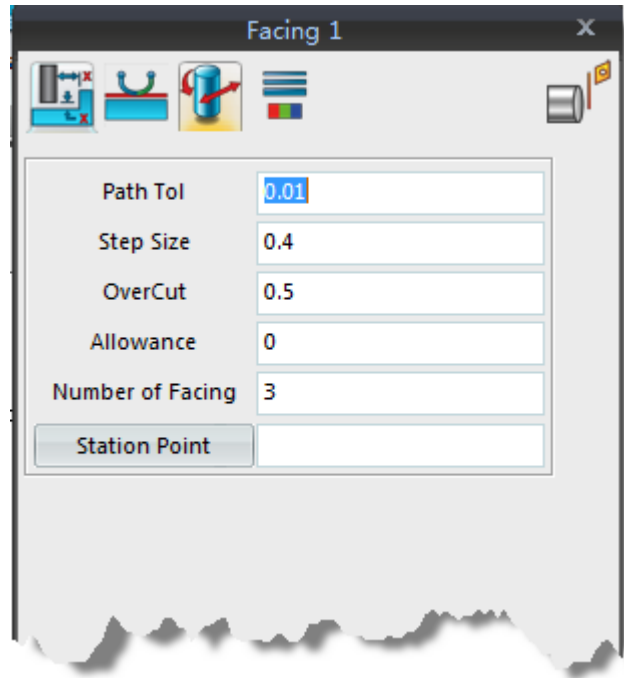 Facing 1
Path Tol 0.01
Step Size 0.4
OverCut 0.5
Allowance 0
Number of Facing 3
Station Point